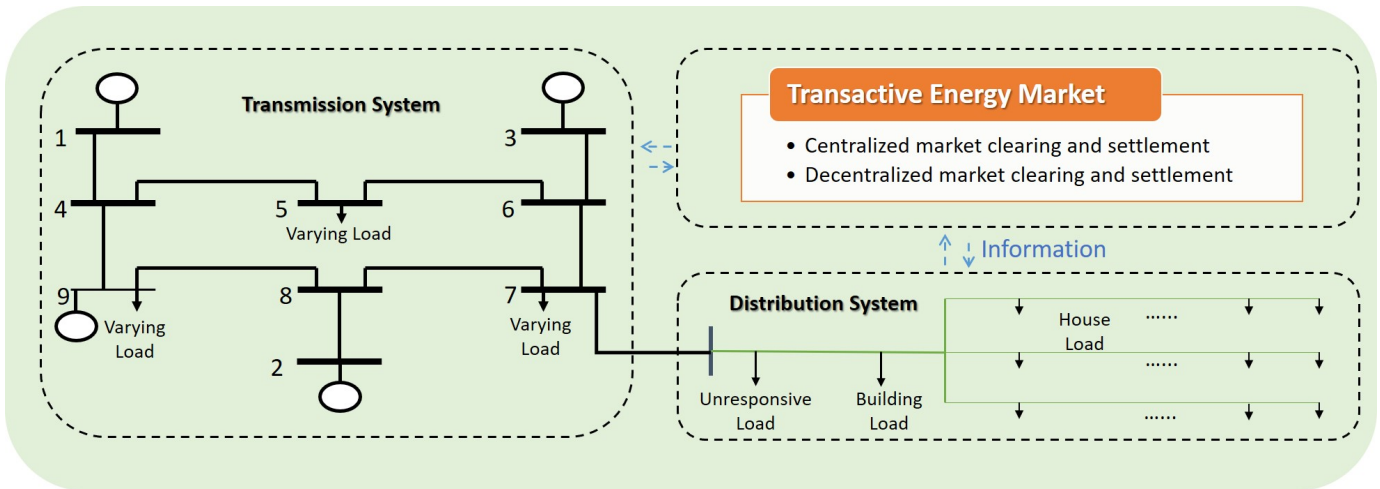 Transmission System
1
3
4
5
6
Varying Load
9
8
7
Varying
Load
Varying
Load
2
Transactive Energy Market
• Centralized market clearing and settlement
• Decentralized market clearing and settlement
Information
Distribution System
House
Load
......
......
......
Unresponsive
Load
Building
Load